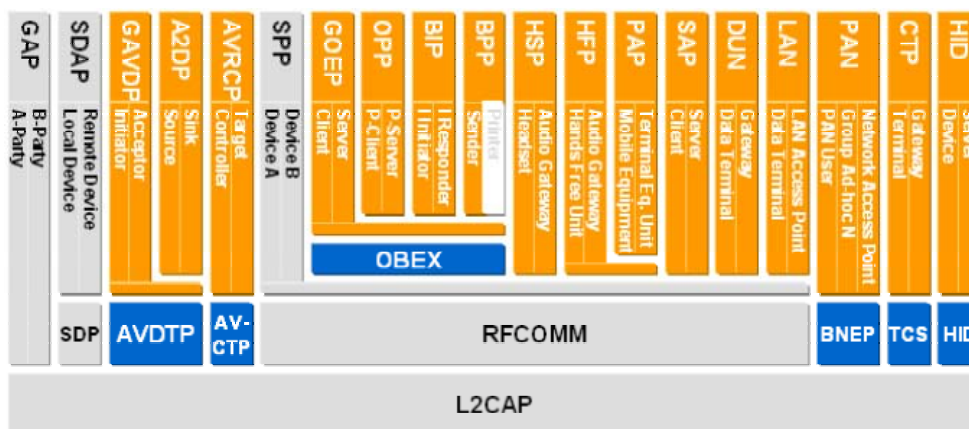 GAP
B-Party
A-Party
SDAP
Remote Device
Local Device
GAVDP
Acceptor
Initiator
A2DP
Sink
Source
AVRCP
Target
Controller
SPP
Device B
Device A
GOEP
Server
Client
OPP
P-Server
P-Client
BIP
I Responder
I Initiator
BPP
Printer
Sender
HSP
Audio Gateway
Headset
HFP
Audio Gateway
Hands Free Unit
PAP
Terminal Eq. Unit
Mobile Equipment
SAP
Server
Client
DUN
Gateway
Data Terminal
LAN
LAN Access Point
Data Terminal
PAN
Network Access Point
Group Ad-hoc N
PAN User
CTP
Gateway
Terminal
HID
Device
OBEX
SDP
AVDTP
AV-
CTP
RFCOMM
BNEP
TCS
HID
L2CAP